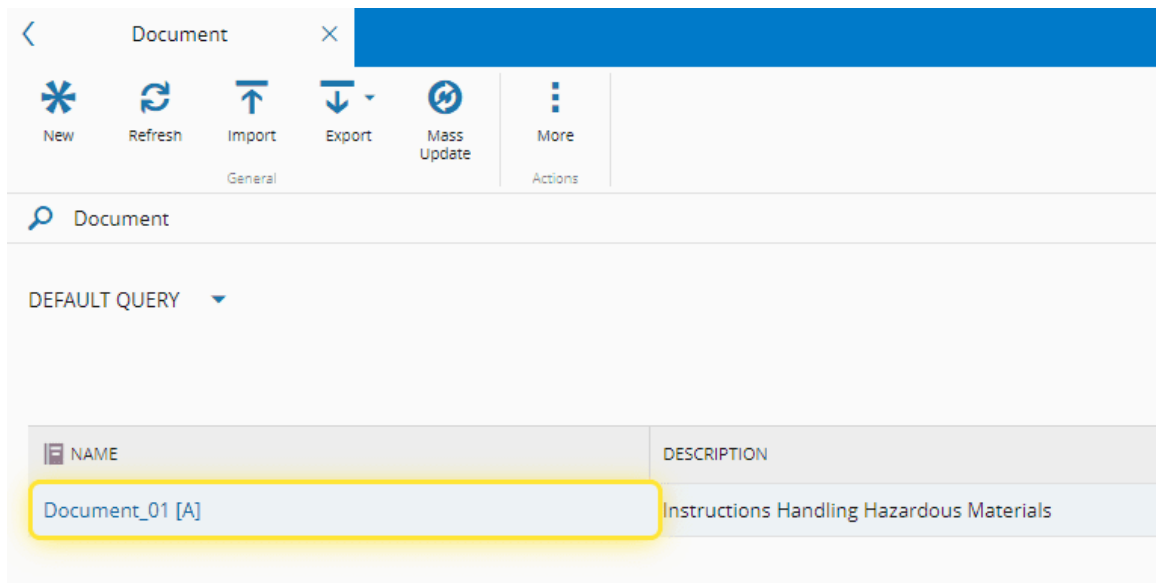 Document
New
Refresh
Import
Export
Mass
Update
More
General
Actions
Document
DEFAULT QUERY
NAME
DESCRIPTION
Document_01 [A]
Instructions Handling Hazardous Materials